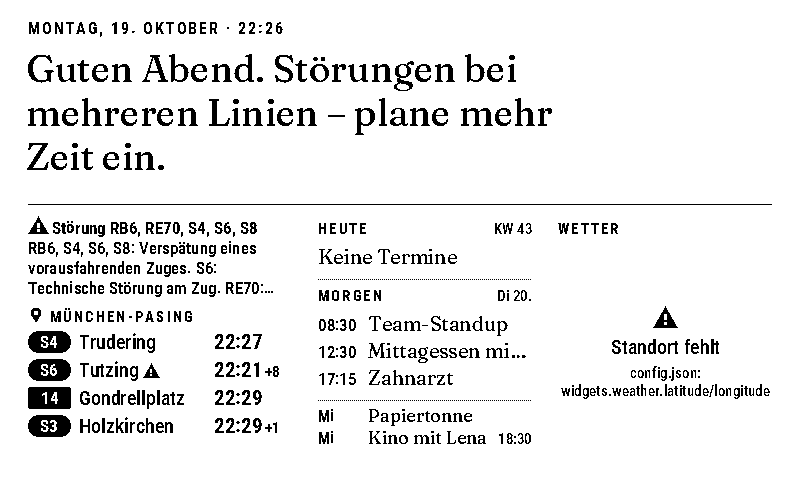 MONTAG, 19. OKTOBER · 22:26
Guten Abend. Störungen bei
mehreren Linien – plane mehr
Zeit ein.
Störung RB6, RE70, S4, S6, S8
RB6, S4, S6, S8: Verspätung eines
vorausfahrenden Zuges. S6:
Technische Störung am Zug. RE70:…
MÜNCHEN-PASING
S4 Trudering 22:27
S6 Tutzing 22:21 +8
14 Gondrellplatz 22:29
S3 Holzkirchen 22:29 +1
HEUTE KW 43
Keine Termine
MORGEN Di 20.
08:30 Team-Standup
12:30 Mittagessen mi…
17:15 Zahnarzt
Mi Papiertonne
Mi Kino mit Lena 18:30
WETTER
Standort fehlt
config.json:
widgets.weather.latitude/longitude